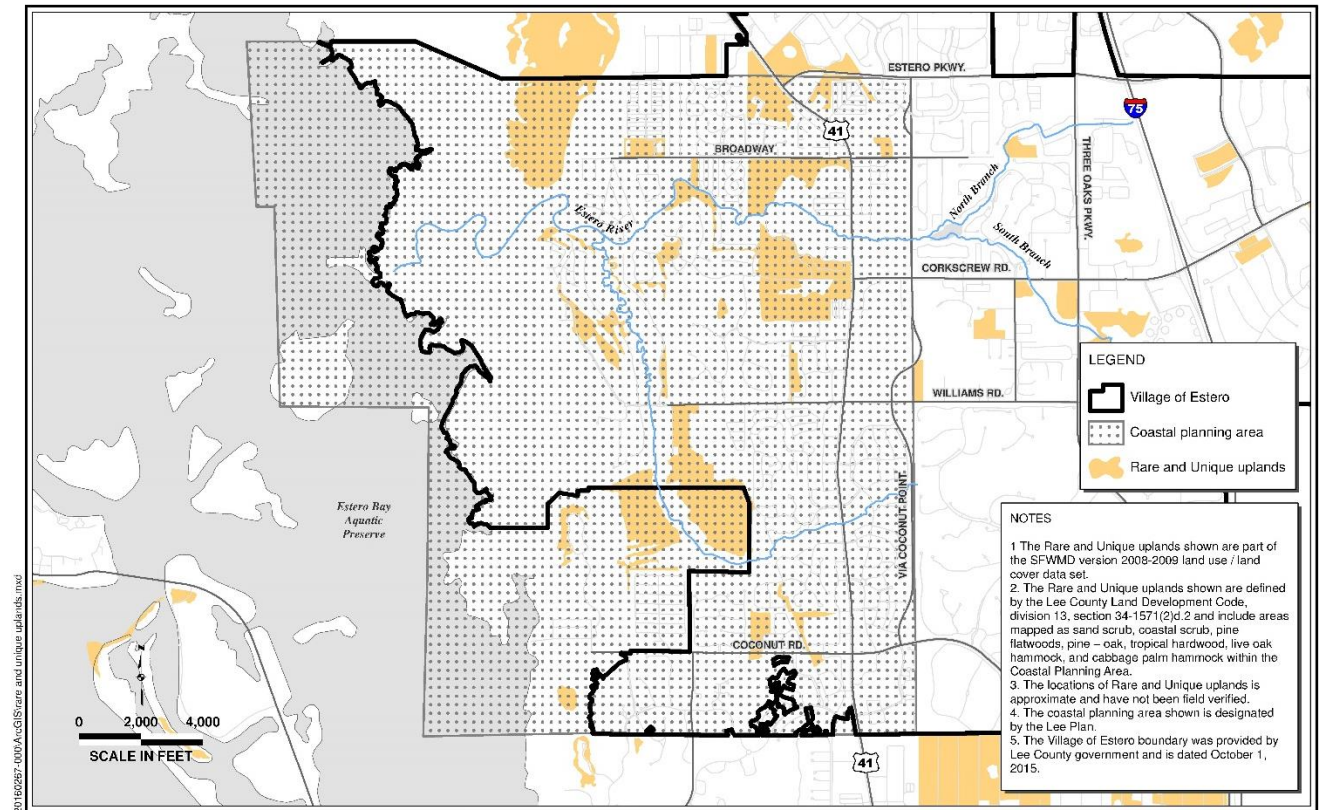 ESTERO PKWY.
75
41
BROADWAY
North Branch
THREE OAKS PKWY.
Estero River
South Branch
CORKSCREW RD.
LEGEND
Village of Estero
Coastal planning area
Rare and Unique uplands
WILLIAMS RD.
VIA COCONUT POINT
Estero Bay
Aquatic
Preserve
NOTES
1 The Rare and Unique uplands shown are part of
the SFWMD version 2008-2009 land use / land
cover data set.
2. The Rare and Unique uplands shown are defined
by the Lee County Land Development Code,
division 13, section 34-1571(2)d.2 and include areas
mapped as sand scrub, coastal scrub, pine
flatwoods, pine – oak, tropical hardwood, live oak
hammock, and cabbage palm hammock within the
Coastal Planning Area.
3. The locations of Rare and Unique uplands is
approximate and have not been field verified.
4. The coastal planning area shown is designated
by the Lee Plan.
5. The Village of Estero boundary was provided by
Lee County government and is dated October 1,
2015.
COCONUT RD.
N
0 2,000 4,000
SCALE IN FEET
41
20160267-000\ArcGIS\rare and unique uplands.mxd